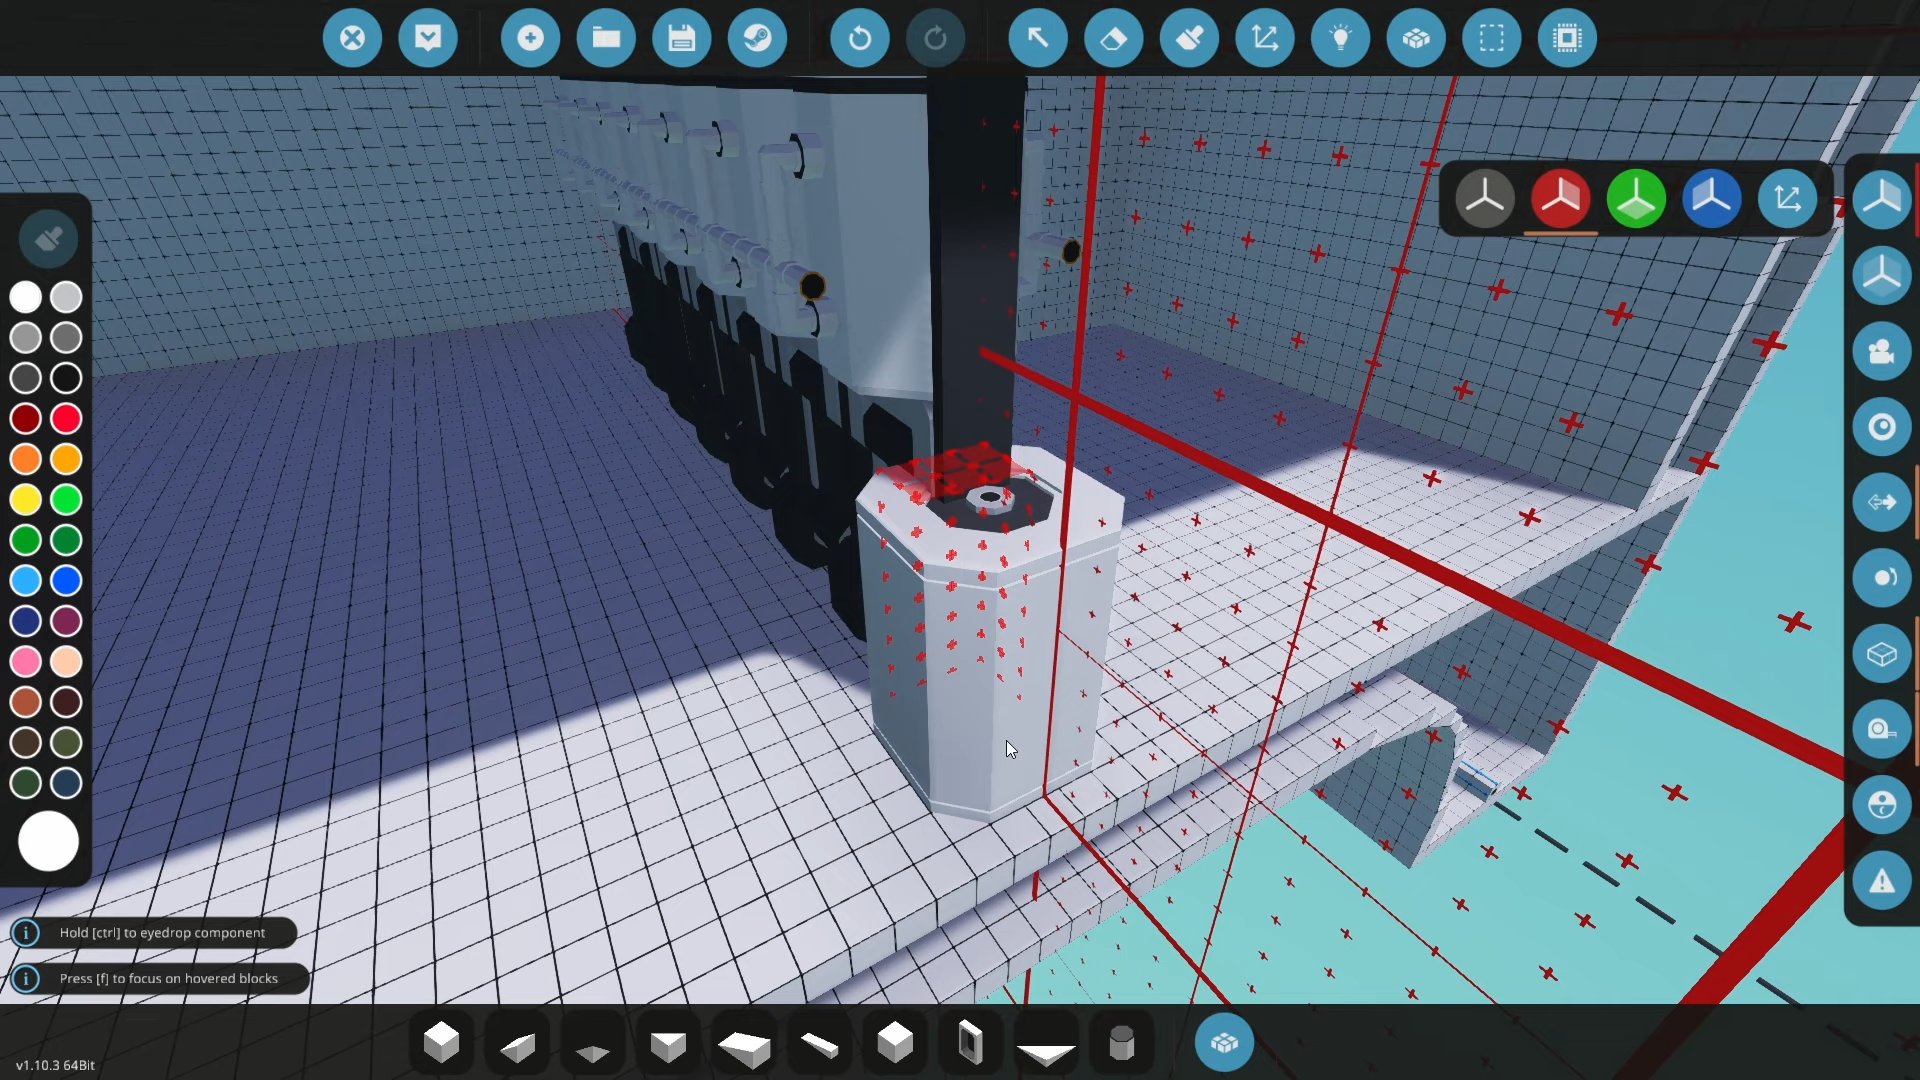 Hold [ctrl] to eyedrop component
Press [f] to focus on hovered blocks
v1.10.3 64Bit